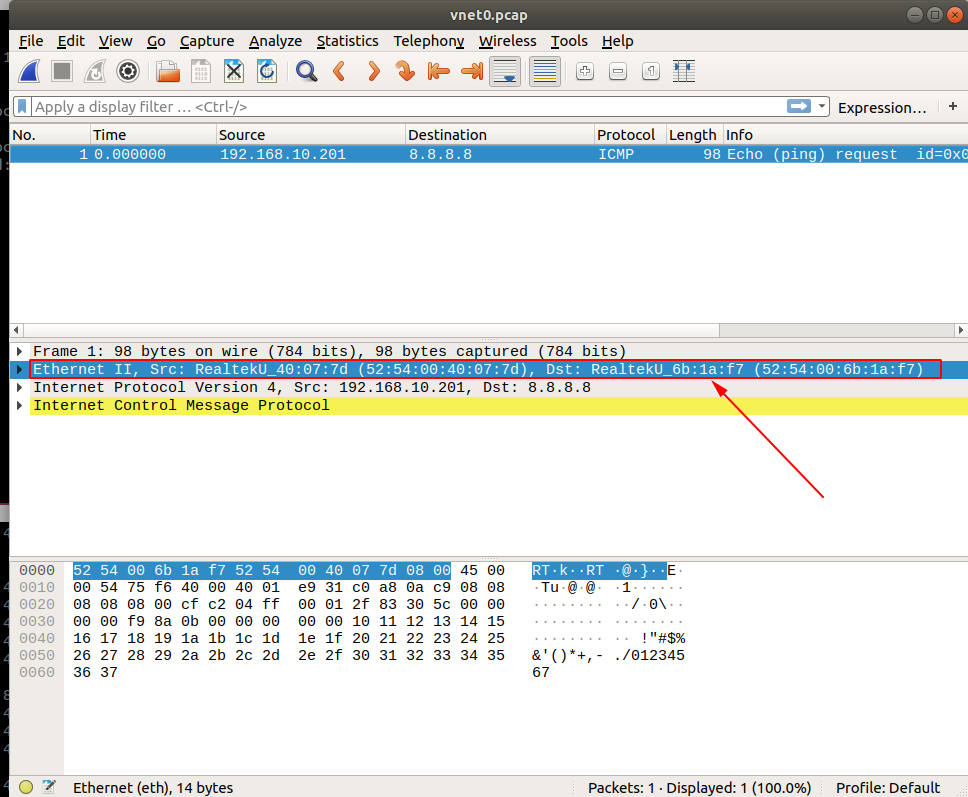 vnet0.pcap
File Edit View Go Capture Analyze Statistics Telephony Wireless Tools Help
Apply a display filter … <Ctrl-/> Expression… +
No. Time Source Destination Protocol Length Info
1 0.000000 192.168.10.201 8.8.8.8 ICMP 98 Echo (ping) request id=0x0
Frame 1: 98 bytes on wire (784 bits), 98 bytes captured (784 bits)
Ethernet II, Src: RealtekU_40:07:7d (52:54:00:40:07:7d), Dst: RealtekU_6b:1a:f7 (52:54:00:6b:1a:f7)
Internet Protocol Version 4, Src: 192.168.10.201, Dst: 8.8.8.8
Internet Control Message Protocol
0000 52 54 00 6b 1a f7 52 54 00 40 07 7d 08 00 45 00 RT·k··RT ·@·}··E·
0010 00 54 75 f6 40 00 40 01 e9 31 c0 a8 0a c9 08 08 ·Tu·@·@· ·1······
0020 08 08 08 00 cf c2 04 ff 00 01 2f 83 30 5c 00 00 ········ ··/·0\··
0030 00 00 f9 8a 0b 00 00 00 00 00 10 11 12 13 14 15 ········ ········
0040 16 17 18 19 1a 1b 1c 1d 1e 1f 20 21 22 23 24 25 ········ ·· !"#$%
0050 26 27 28 29 2a 2b 2c 2d 2e 2f 30 31 32 33 34 35 &'()*+,- ./012345
0060 36 37 67
Ethernet (eth), 14 bytes Packets: 1 · Displayed: 1 (100.0%) Profile: Default